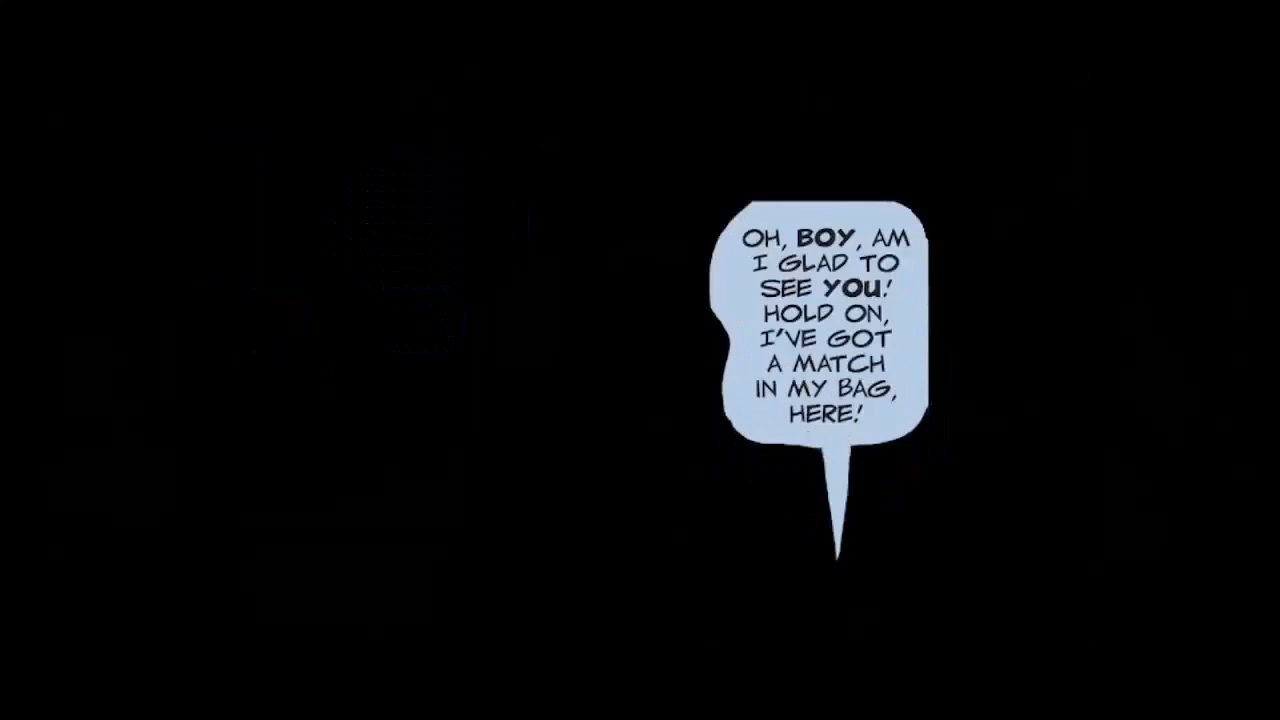 OH, BOY, AM
I GLAD TO
SEE YOU!
HOLD ON,
I'VE GOT
A MATCH
IN MY BAG,
HERE!